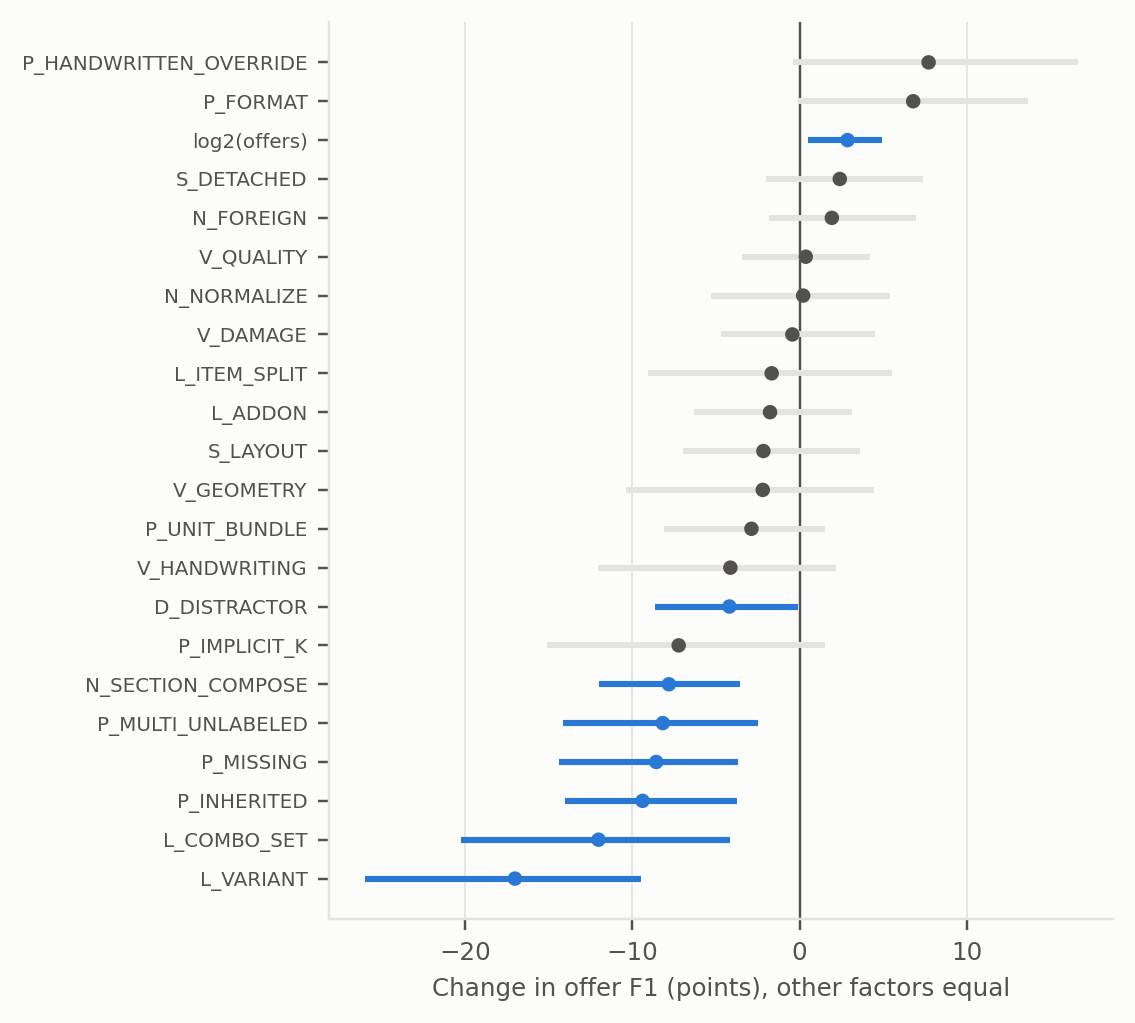 P_HANDWRITTEN_OVERRIDE
P_FORMAT
log2(offers)
S_DETACHED
N_FOREIGN
V_QUALITY
N_NORMALIZE
V_DAMAGE
L_ITEM_SPLIT
L_ADDON
S_LAYOUT
V_GEOMETRY
P_UNIT_BUNDLE
V_HANDWRITING
D_DISTRACTOR
P_IMPLICIT_K
N_SECTION_COMPOSE
P_MULTI_UNLABELED
P_MISSING
P_INHERITED
L_COMBO_SET
L_VARIANT
−20 −10 0 10
Change in offer F1 (points), other factors equal